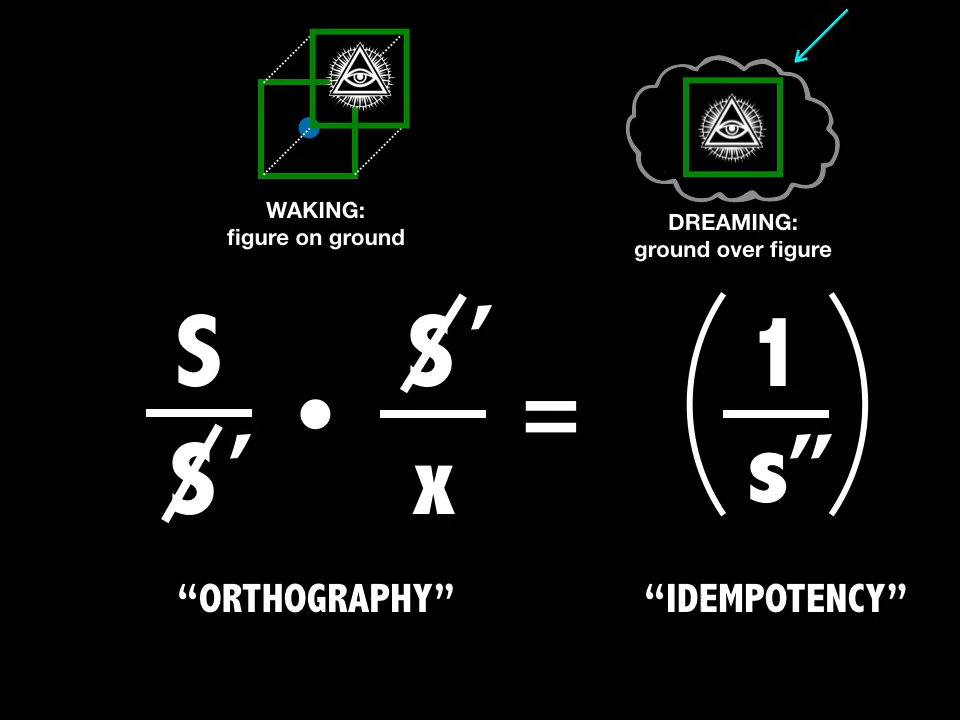 WAKING:
figure on ground
DREAMING:
ground over figure
S
S̸′
•
S̸′
x
=
(
1
s″
)
“ORTHOGRAPHY”
“IDEMPOTENCY”